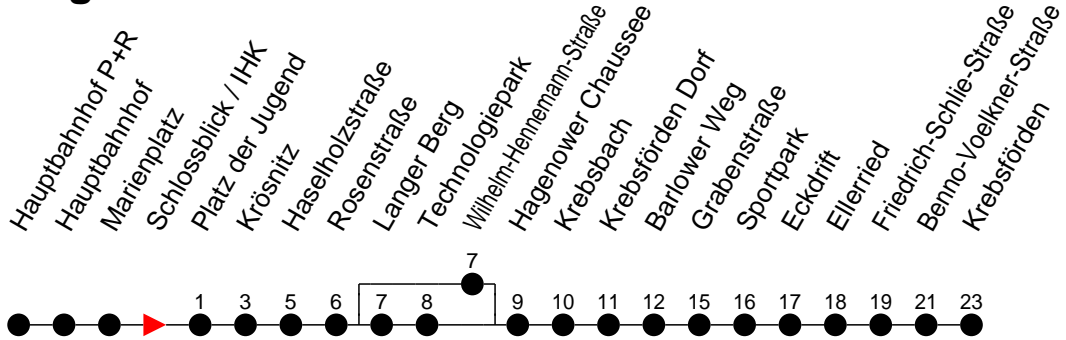 Hauptbahnhof P+R
Hauptbahnhof
Marienplatz
Schlossblick / IHK
Platz der Jugend
Krösnitz
Haselholzstraße
Rosenstraße
Langer Berg
Technologiepark
Wilhelm-Hennemann-Straße
Hagenower Chaussee
Krebsbach
Krebsförden Dorf
Barlower Weg
Grabenstraße
Sportpark
Eckdrift
Ellerried
Friedrich-Schlie-Straße
Benno-Voelkner-Straße
Krebsförden
7
1 3 5 6 7 8 9 10 11 12 15 16 17 18 19 21 23